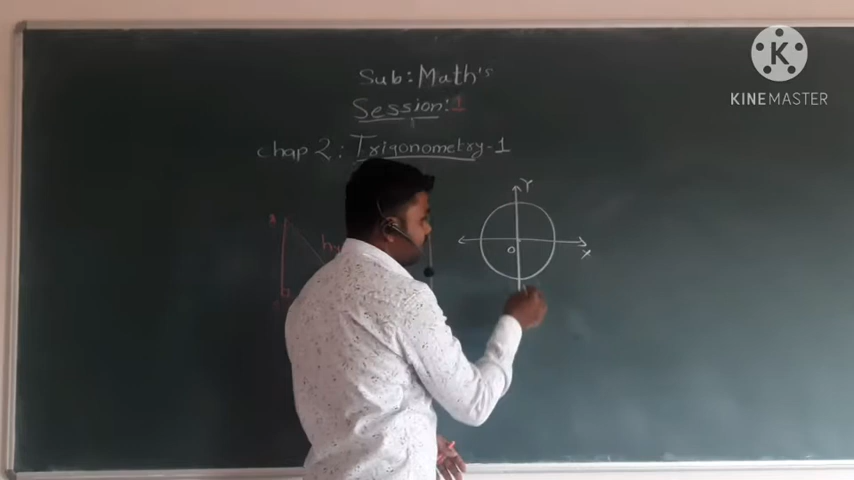 Sub: Math's
Session: 1
chap 2: Trigonometry-1
K
KINEMASTER
Y
A
O
X